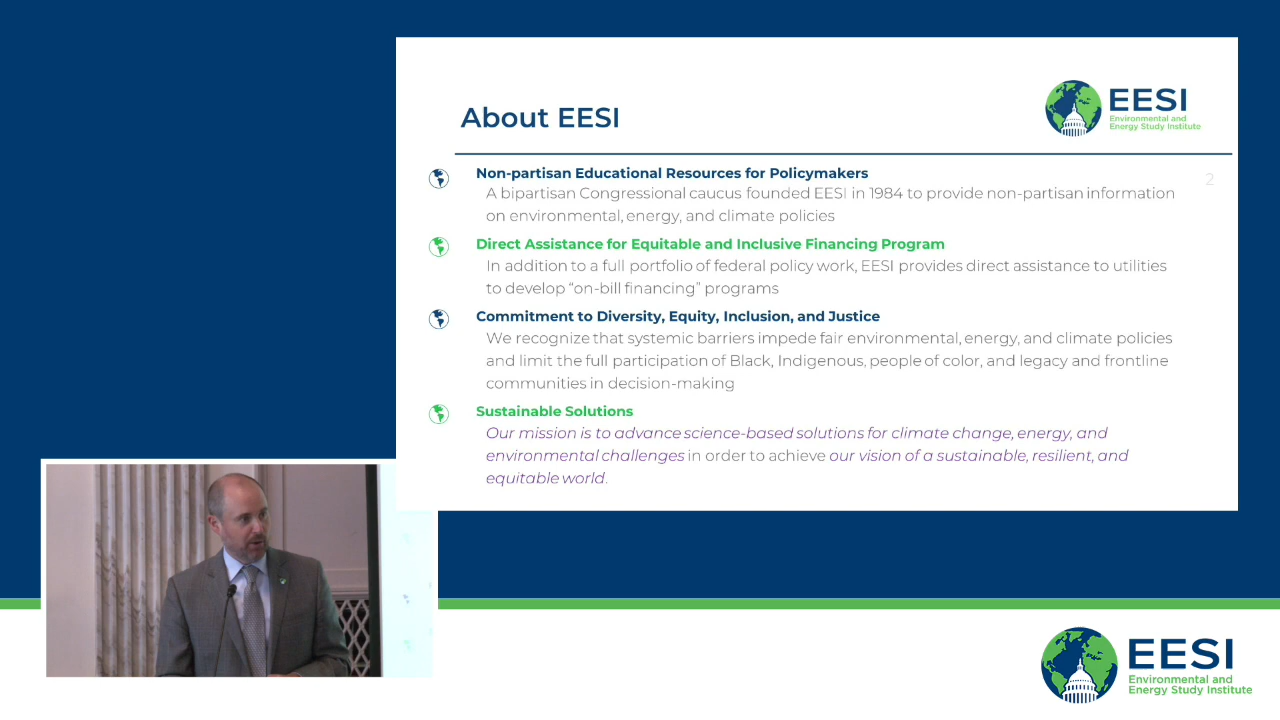 About EESI
EESI
Environmental and
Energy Study Institute
2
Non-partisan Educational Resources for Policymakers
A bipartisan Congressional caucus founded EESI in 1984 to provide non-partisan information
on environmental, energy, and climate policies
Direct Assistance for Equitable and Inclusive Financing Program
In addition to a full portfolio of federal policy work, EESI provides direct assistance to utilities
to develop “on-bill financing” programs
Commitment to Diversity, Equity, Inclusion, and Justice
We recognize that systemic barriers impede fair environmental, energy, and climate policies
and limit the full participation of Black, Indigenous, people of color, and legacy and frontline
communities in decision-making
Sustainable Solutions
Our mission is to advance science-based solutions for climate change, energy, and
environmental challenges in order to achieve our vision of a sustainable, resilient, and
equitable world.
EESI
Environmental and
Energy Study Institute